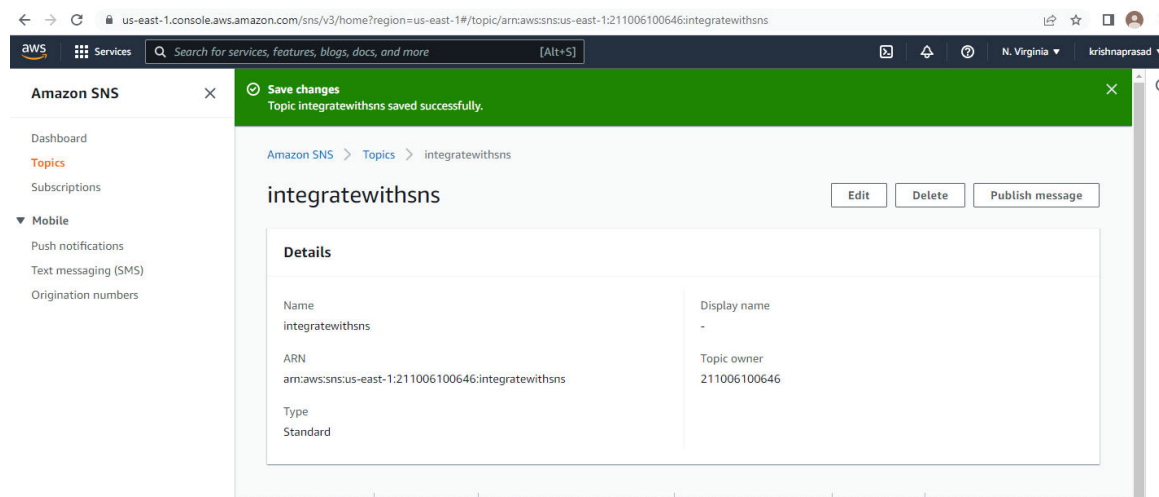 us-east-1.console.aws.amazon.com/sns/v3/home?region=us-east-1#/topic/arn:aws:sns:us-east-1:211006100646:integratewithsns
aws Services Search for services, features, blogs, docs, and more [Alt+S] N. Virginia krishnaprasad
Amazon SNS
Dashboard
Topics
Subscriptions
Mobile
Push notifications
Text messaging (SMS)
Origination numbers
Save changes
Topic integratewithsns saved successfully.
Amazon SNS > Topics > integratewithsns
integratewithsns Edit Delete Publish message
Details
Name
integratewithsns
ARN
arn:aws:sns:us-east-1:211006100646:integratewithsns
Type
Standard
Display name
-
Topic owner
211006100646